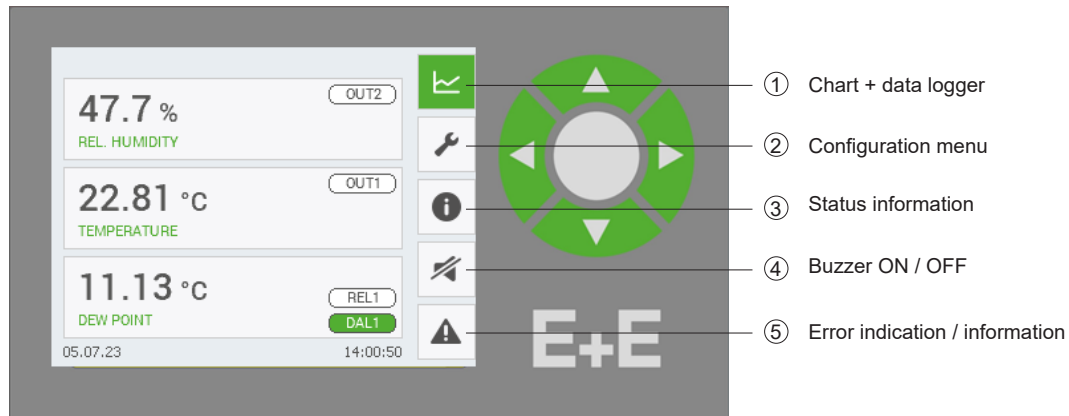 47.7 %
OUT2
REL. HUMIDITY
22.81 °C
OUT1
TEMPERATURE
11.13 °C
REL1
DEW POINT
DAL1
05.07.23
14:00:50
E+E
1 Chart + data logger
2 Configuration menu
3 Status information
4 Buzzer ON / OFF
5 Error indication / information